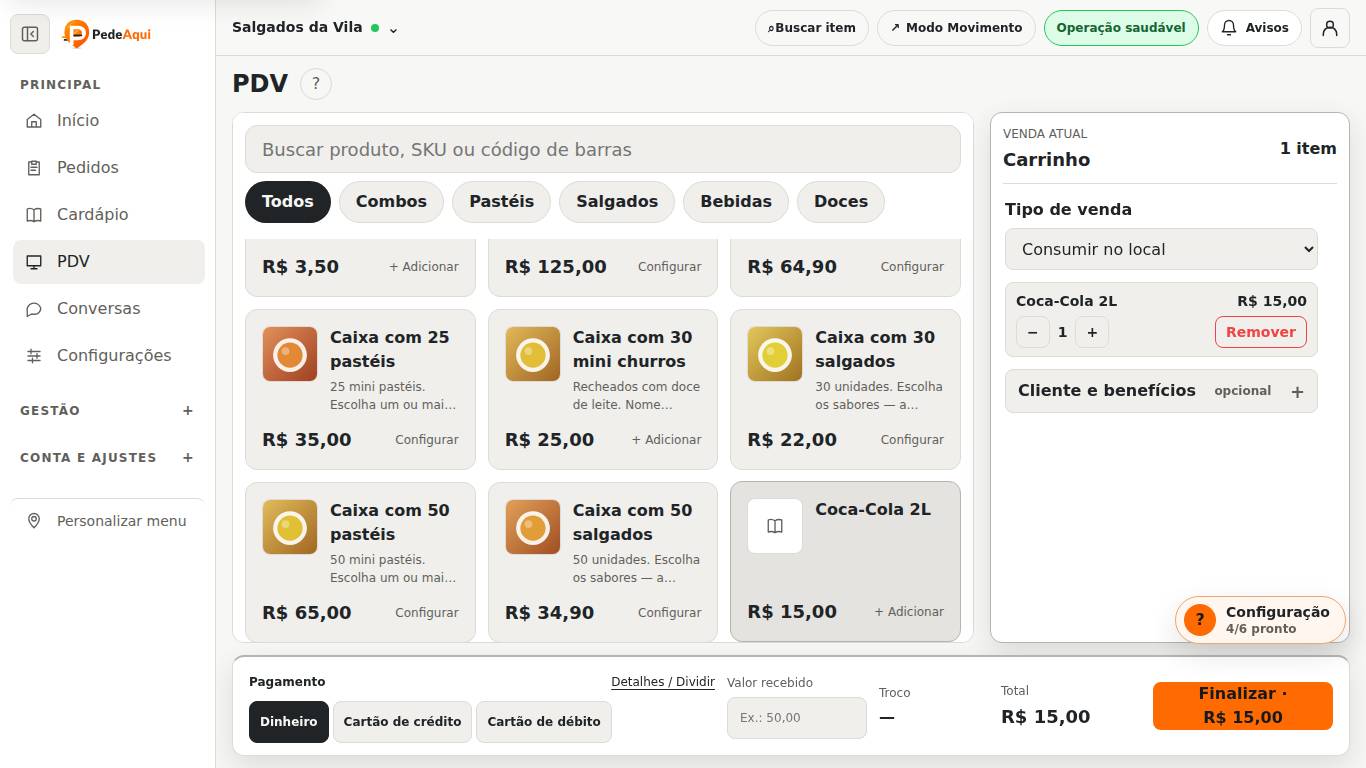 PedeAqui
Salgados da Vila
Buscar item
Modo Movimento
Operação saudável
Avisos
PRINCIPAL
Início
Pedidos
Cardápio
PDV
Conversas
Configurações
GESTÃO +
CONTA E AJUSTES +
Personalizar menu
PDV ?
Buscar produto, SKU ou código de barras
Todos
Combos
Pastéis
Salgados
Bebidas
Doces
R$ 3,50 + Adicionar
R$ 125,00 Configurar
R$ 64,90 Configurar
Caixa com 25
pastéis
25 mini pastéis.
Escolha um ou mai…
R$ 35,00 Configurar
Caixa com 30
mini churros
Recheados com doce
de leite. Nome…
R$ 25,00 + Adicionar
Caixa com 30
salgados
30 unidades. Escolha
os sabores — a…
R$ 22,00 Configurar
Caixa com 50
pastéis
50 mini pastéis.
Escolha um ou mai…
R$ 65,00 Configurar
Caixa com 50
salgados
50 unidades. Escolha
os sabores — a…
R$ 34,90 Configurar
Coca-Cola 2L
R$ 15,00 + Adicionar
VENDA ATUAL
Carrinho
1 item
Tipo de venda
Consumir no local
Coca-Cola 2L R$ 15,00
− 1 + Remover
Cliente e benefícios opcional +
?
Configuração
4/6 pronto
Pagamento
Detalhes / Dividir
Dinheiro
Cartão de crédito
Cartão de débito
Valor recebido
Ex.: 50,00
Troco
—
Total
R$ 15,00
Finalizar ·
R$ 15,00